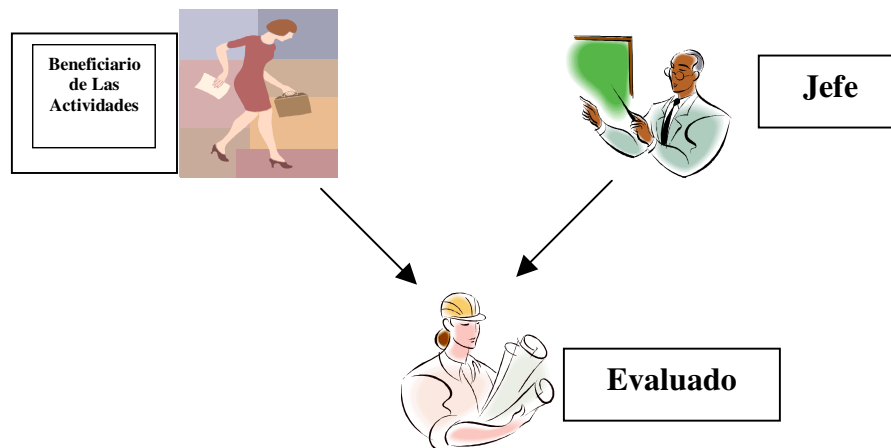 Beneficiario
de Las
Actividades
Jefe
Evaluado